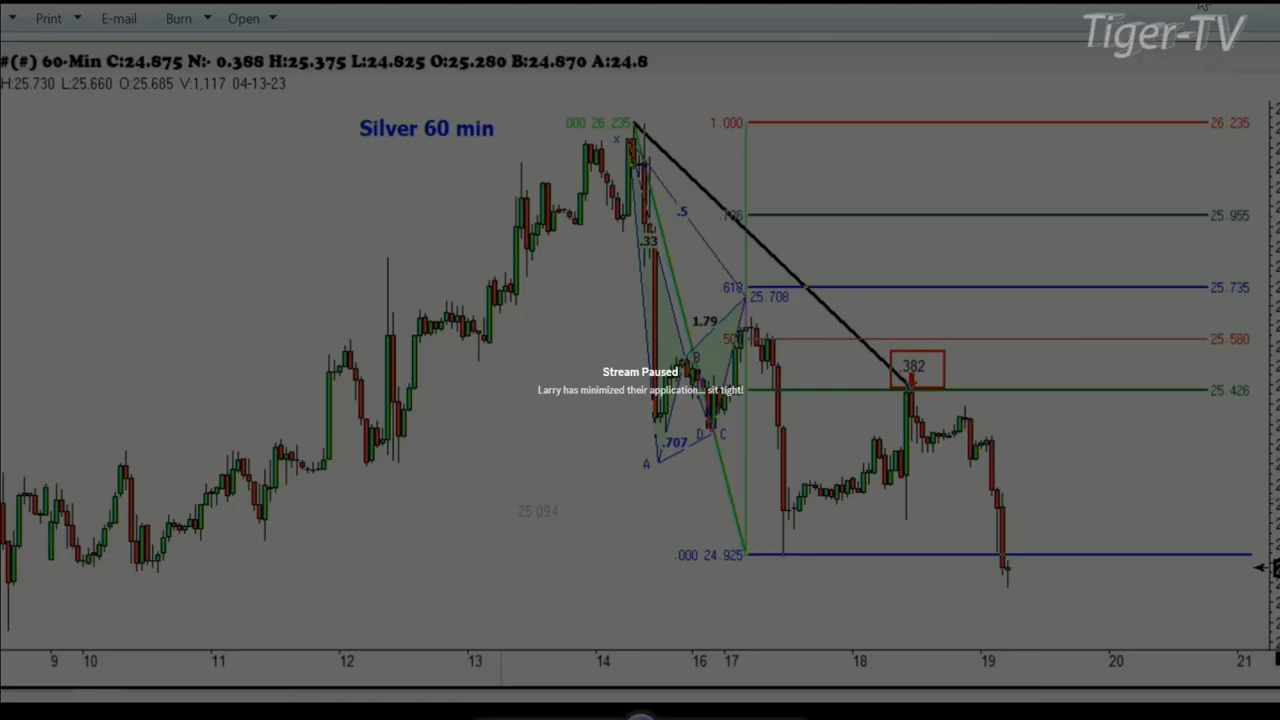 Print E-mail Burn Open
Tiger-TV
#(#) 60-Min C:24.875 N:- 0.388 H:25.375 L:24.825 O:25.280 B:24.870 A:24.8
H:25.730 L:25.660 O:25.685 V:1,117 04-13-23
Silver 60 min
000 26.235
1.000
26.235
x
.5
25.955
.33
.618
25.708
25.735
1.79
25.580
B
.382
Stream Paused
Larry has minimized their application... sit tight!
25.426
D C
.707
A
25.094
.000 24.925
9 10 11 12 13 14 16 17 18 19 20 21